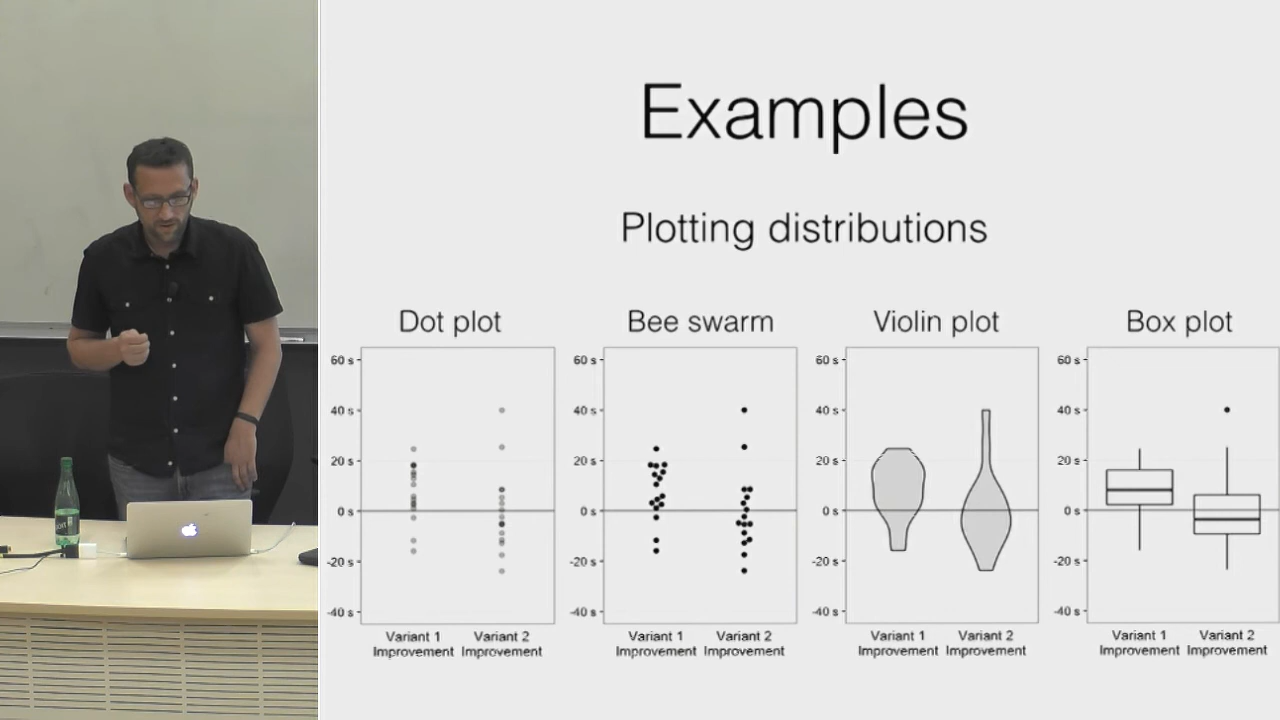 Examples
Plotting distributions
Dot plot
60 s
40 s
20 s
0 s
-20 s
-40 s
Variant 1 Improvement
Variant 2 Improvement
Bee swarm
60 s
40 s
20 s
0 s
-20 s
-40 s
Variant 1 Improvement
Variant 2 Improvement
Violin plot
60 s
40 s
20 s
0 s
-20 s
-40 s
Variant 1 Improvement
Variant 2 Improvement
Box plot
60 s
40 s
20 s
0 s
-20 s
-40 s
Variant 1 Improvement
Variant 2 Improvement